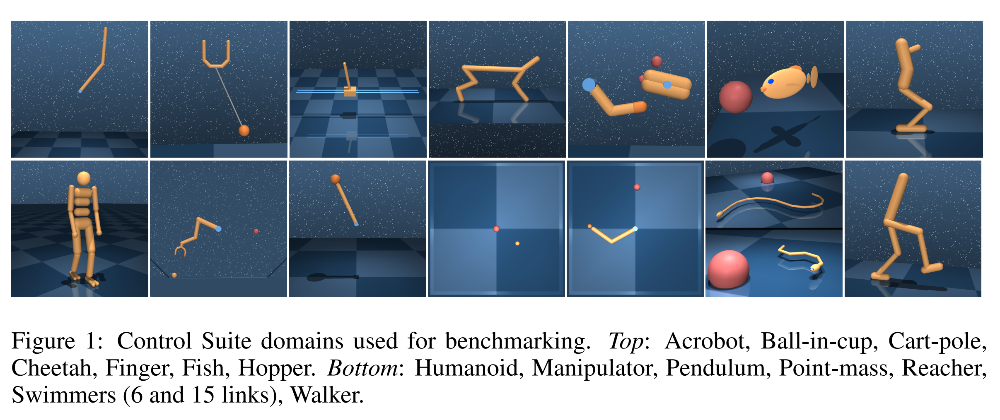 Figure 1: Control Suite domains used for benchmarking. Top: Acrobot, Ball-in-cup, Cart-pole,
Cheetah, Finger, Fish, Hopper. Bottom: Humanoid, Manipulator, Pendulum, Point-mass, Reacher,
Swimmers (6 and 15 links), Walker.